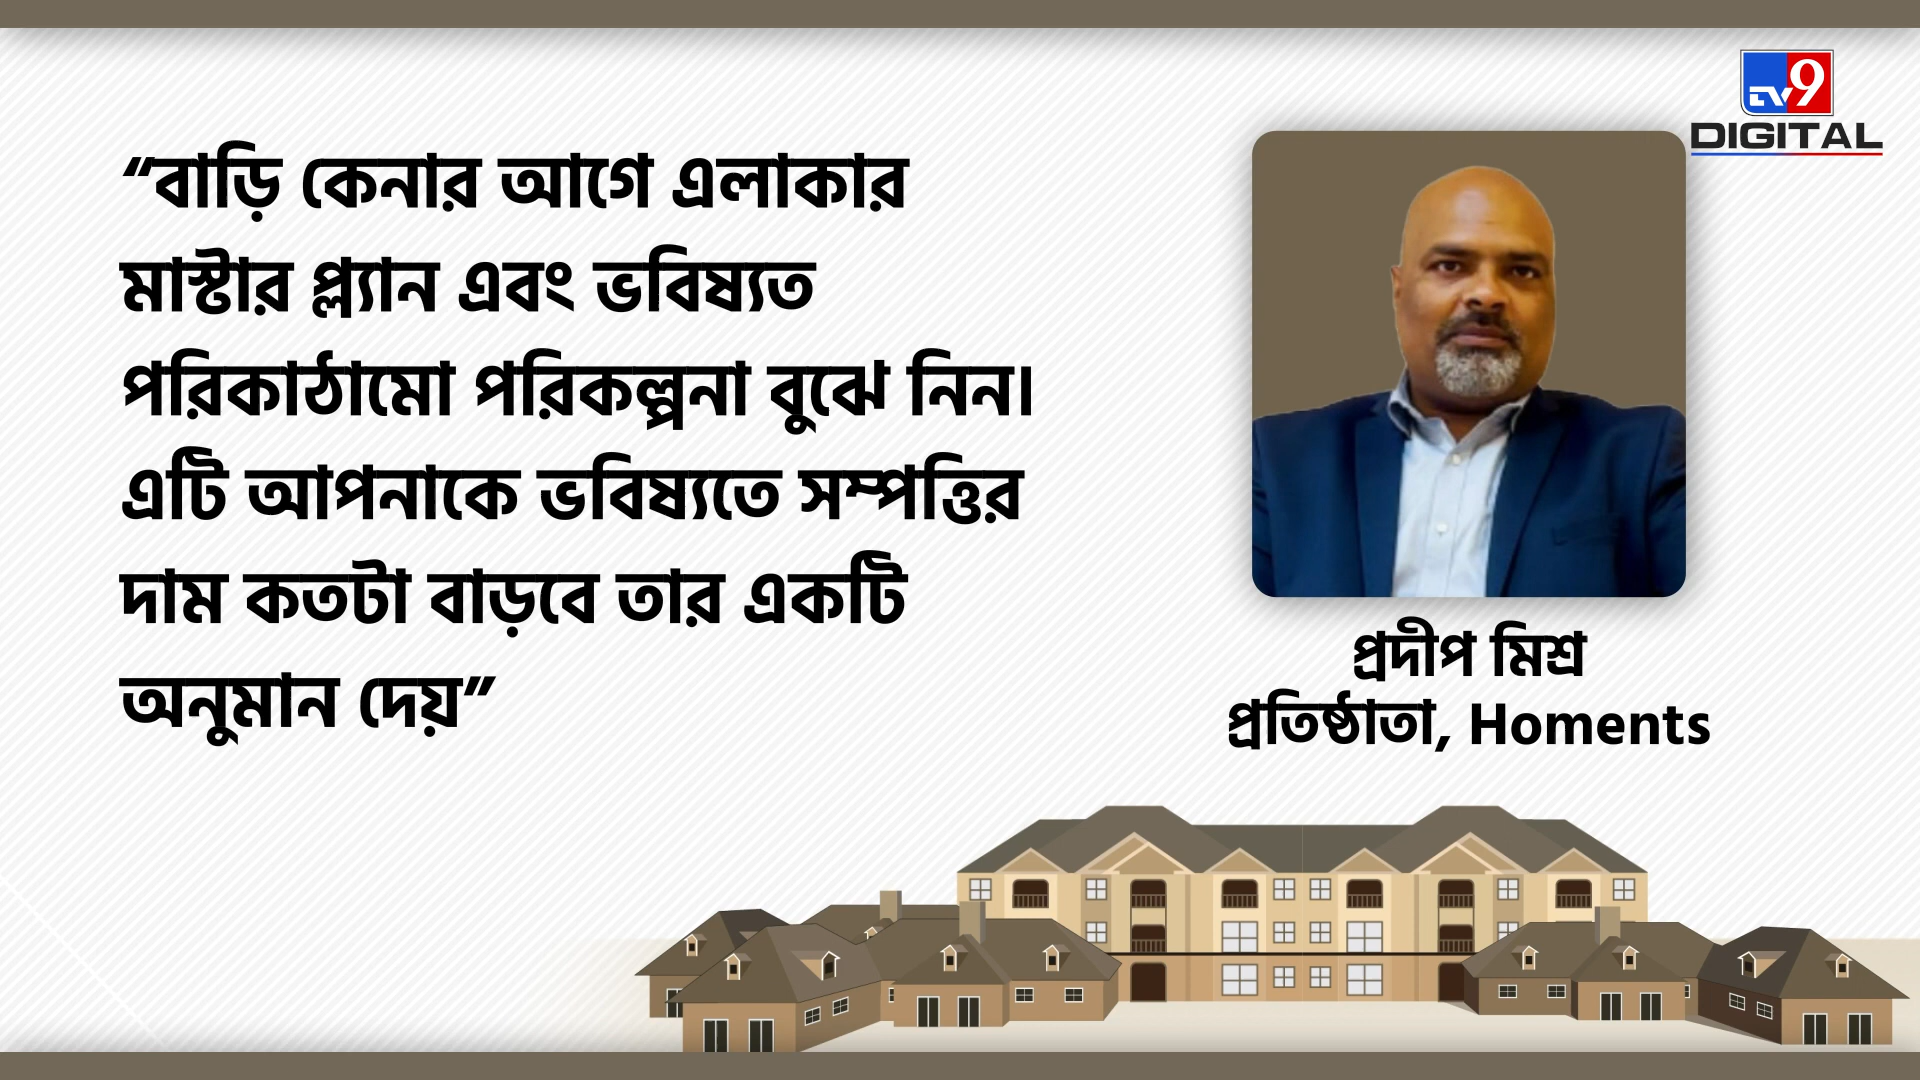 “বাড়ি কেনার আগে এলাকার
মাস্টার প্ল্যান এবং ভবিষ্যত
পরিকাঠামো পরিকল্পনা বুঝে নিন।
এটি আপনাকে ভবিষ্যতে সম্পত্তির
দাম কতটা বাড়বে তার একটি
অনুমান দেয়”
TV9
DIGITAL
প্রদীপ মিশ্র
প্রতিষ্ঠাতা, Homents